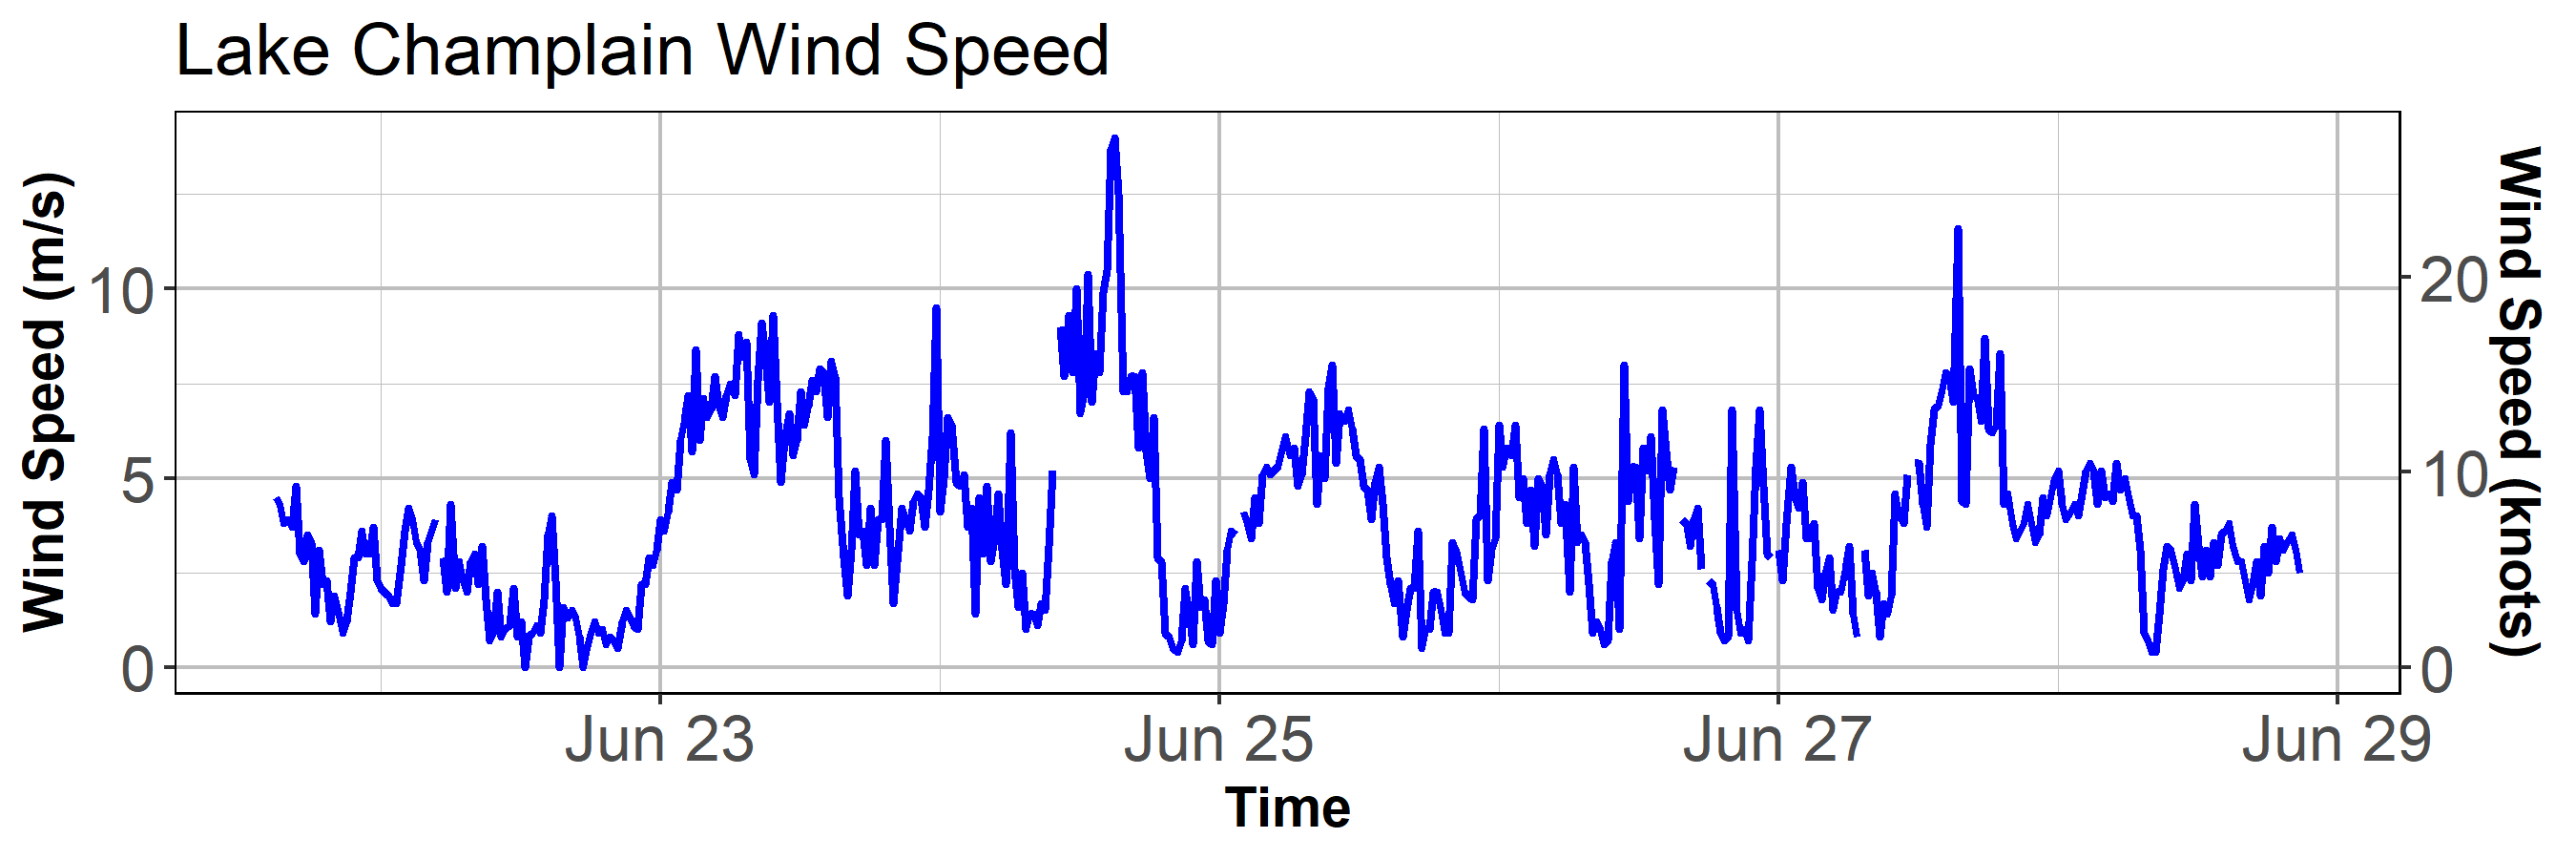 Lake Champlain Wind Speed
Wind Speed (m/s)
10
5
0
20
10
0
Wind Speed (knots)
Jun 23
Jun 25
Jun 27
Jun 29
Time